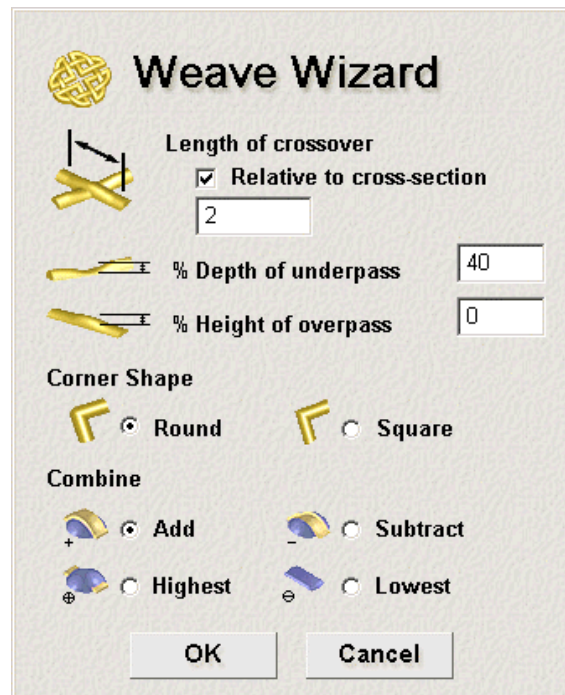 Weave Wizard
Length of crossover
Relative to cross-section
2
% Depth of underpass 40
% Height of overpass 0
Corner Shape
Round Square
Combine
Add Subtract
Highest Lowest
OK Cancel